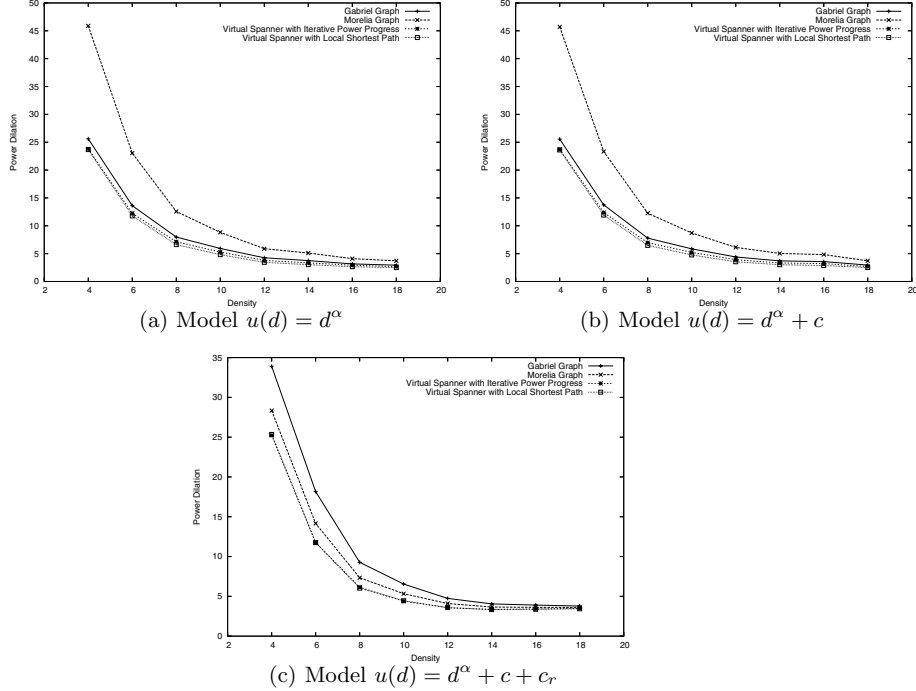 50
45
40
35
30
25
20
15
10
5
0
2 4 6 8 10 12 14 16 18 20
Power Dilation
Density
Gabriel Graph
Morelia Graph
Virtual Spanner with Iterative Power Progress
Virtual Spanner with Local Shortest Path
(a) Model u(d) = d^α
50
45
40
35
30
25
20
15
10
5
0
2 4 6 8 10 12 14 16 18 20
Power Dilation
Density
Gabriel Graph
Morelia Graph
Virtual Spanner with Iterative Power Progress
Virtual Spanner with Local Shortest Path
(b) Model u(d) = d^α + c
35
30
25
20
15
10
5
0
2 4 6 8 10 12 14 16 18 20
Power Dilation
Density
Gabriel Graph
Morelia Graph
Virtual Spanner with Iterative Power Progress
Virtual Spanner with Local Shortest Path
(c) Model u(d) = d^α + c + c_r